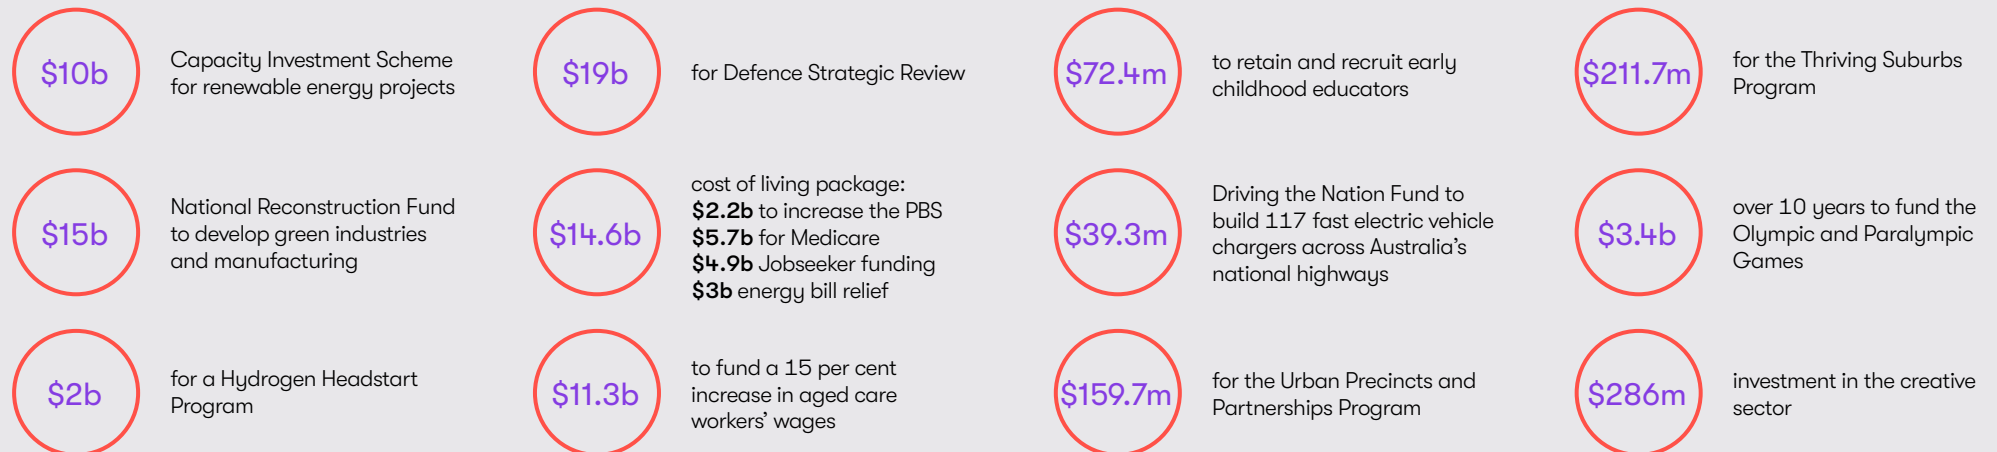 $10b
Capacity Investment Scheme
for renewable energy projects
$19b
for Defence Strategic Review
$72.4m
to retain and recruit early
childhood educators
$211.7m
for the Thriving Suburbs
Program
$15b
National Reconstruction Fund
to develop green industries
and manufacturing
$14.6b
cost of living package:
$2.2b to increase the PBS
$5.7b for Medicare
$4.9b Jobseeker funding
$3b energy bill relief
$39.3m
Driving the Nation Fund to
build 117 fast electric vehicle
chargers across Australia's
national highways
$3.4b
over 10 years to fund the
Olympic and Paralympic
Games
$2b
for a Hydrogen Headstart
Program
$11.3b
to fund a 15 per cent
increase in aged care
workers' wages
$159.7m
for the Urban Precincts and
Partnerships Program
$286m
investment in the creative
sector